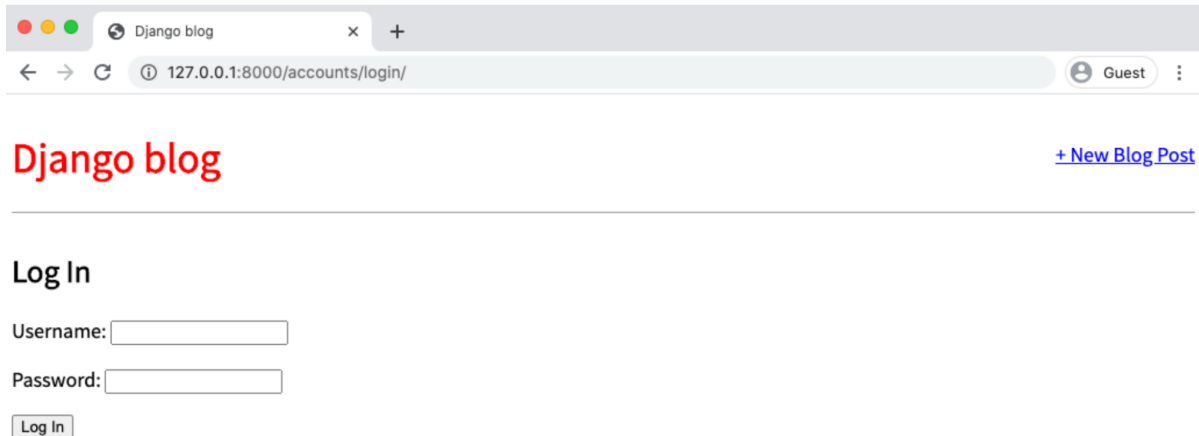 Django blog
127.0.0.1:8000/accounts/login/
Guest
Django blog
+ New Blog Post
Log In
Username:
Password:
Log In